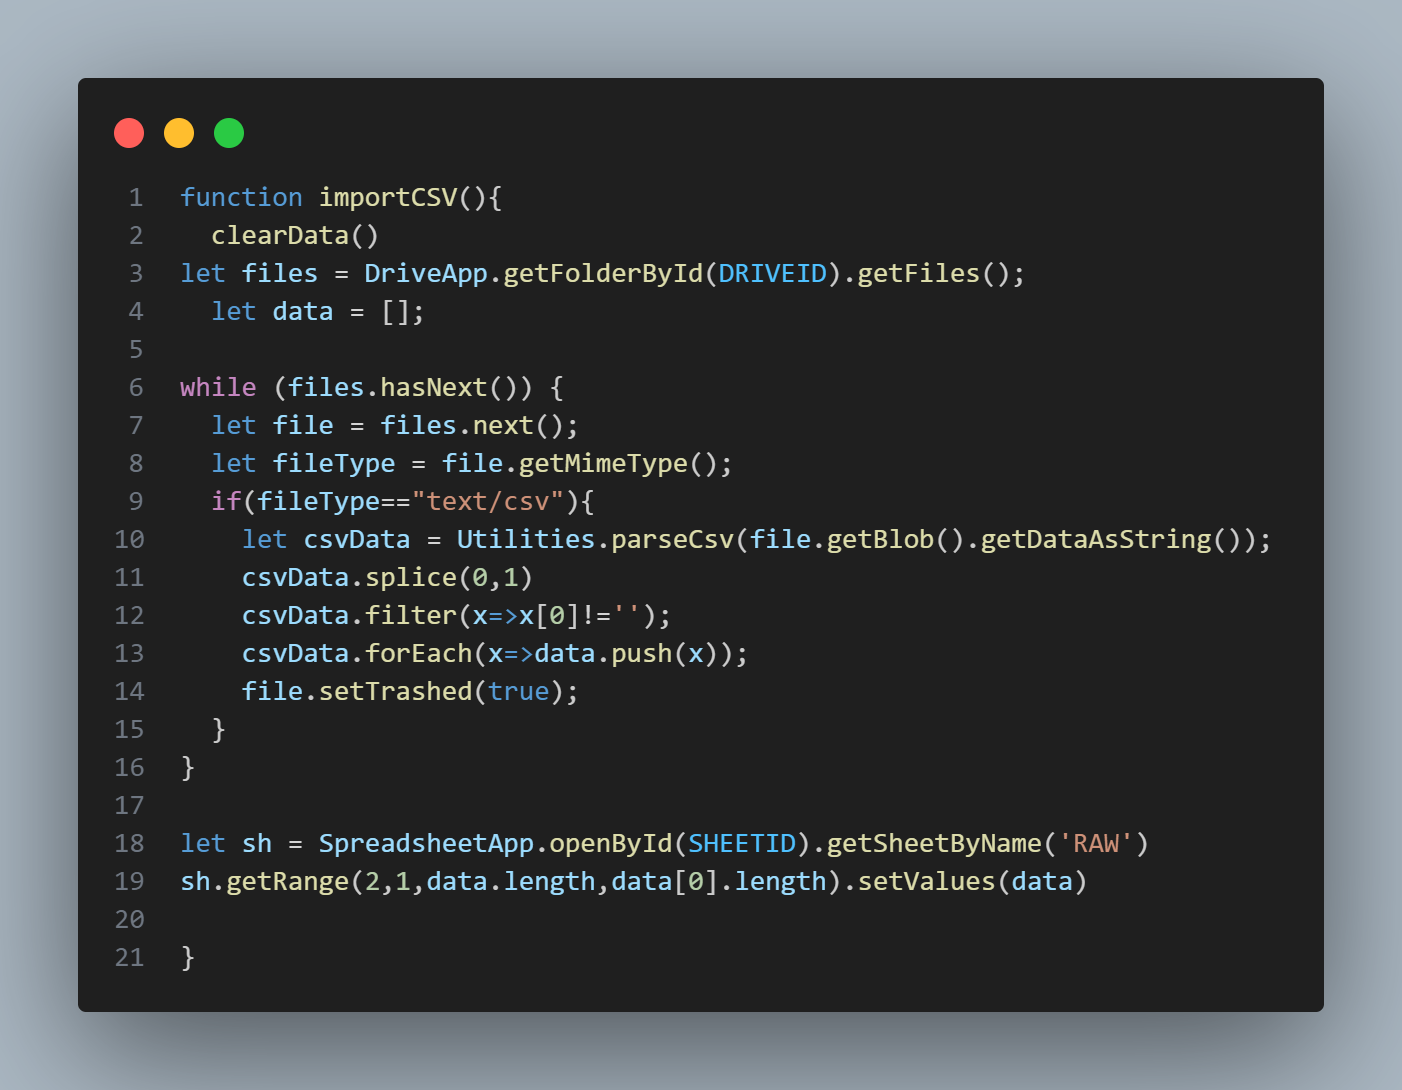 1 function importCSV(){
2   clearData()
3 let files = DriveApp.getFolderById(DRIVEID).getFiles();
4   let data = [];
5
6 while (files.hasNext()) {
7   let file = files.next();
8   let fileType = file.getMimeType();
9   if(fileType=="text/csv"){
10     let csvData = Utilities.parseCsv(file.getBlob().getDataAsString());
11     csvData.splice(0,1)
12     csvData.filter(x=>x[0]!='');
13     csvData.forEach(x=>data.push(x));
14     file.setTrashed(true);
15   }
16 }
17
18 let sh = SpreadsheetApp.openById(SHEETID).getSheetByName('RAW')
19 sh.getRange(2,1,data.length,data[0].length).setValues(data)
20
21 }